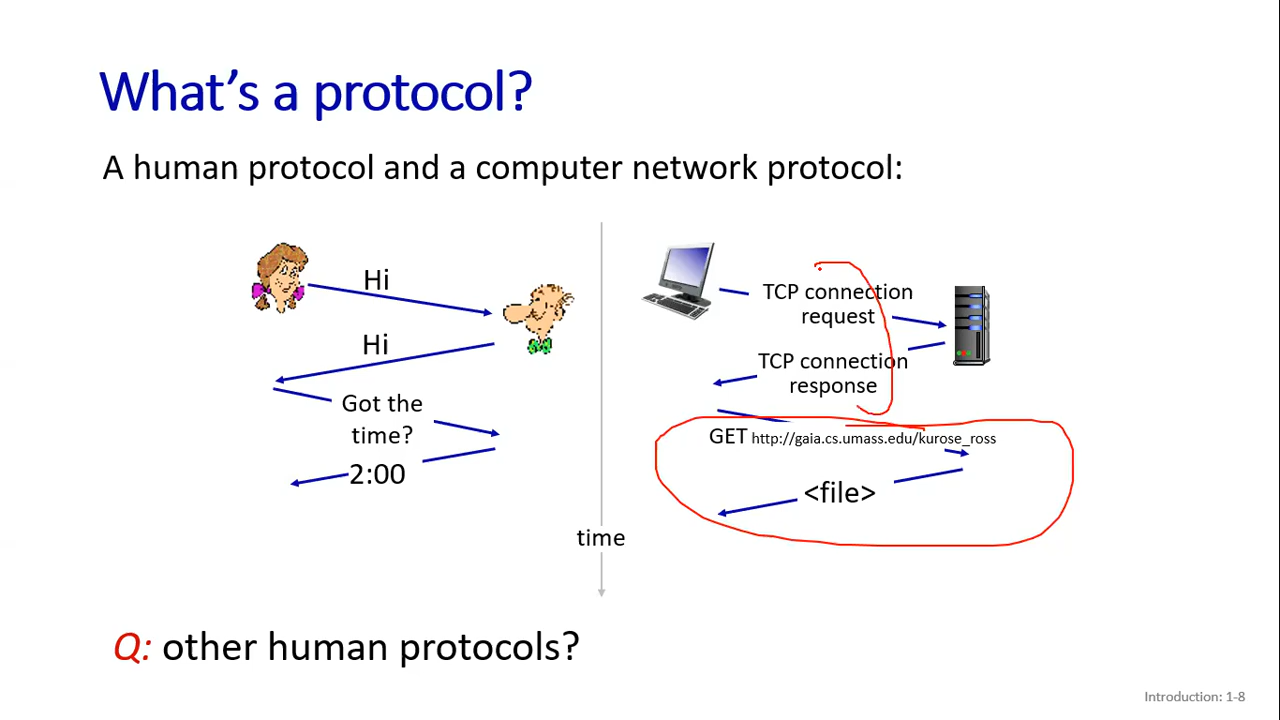 What's a protocol?
A human protocol and a computer network protocol:
Hi
Hi
Got the
time?
2:00
TCP connection
request
TCP connection
response
GET http://gaia.cs.umass.edu/kurose_ross
<file>
time
Q: other human protocols?
Introduction: 1-8